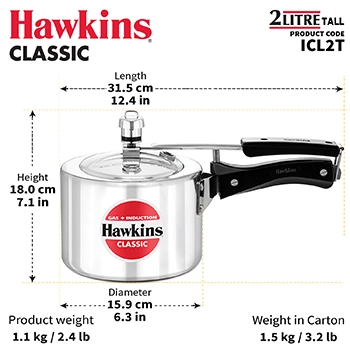 Hawkins
CLASSIC
2 LITRE TALL
PRODUCT CODE
ICL2T
Length
31.5 cm
12.4 in
Height
18.0 cm
7.1 in
Hawkins
GAS + INDUCTION
Hawkins
CLASSIC
Diameter
15.9 cm
6.3 in
Product weight
1.1 kg / 2.4 lb
Weight in Carton
1.5 kg / 3.2 lb